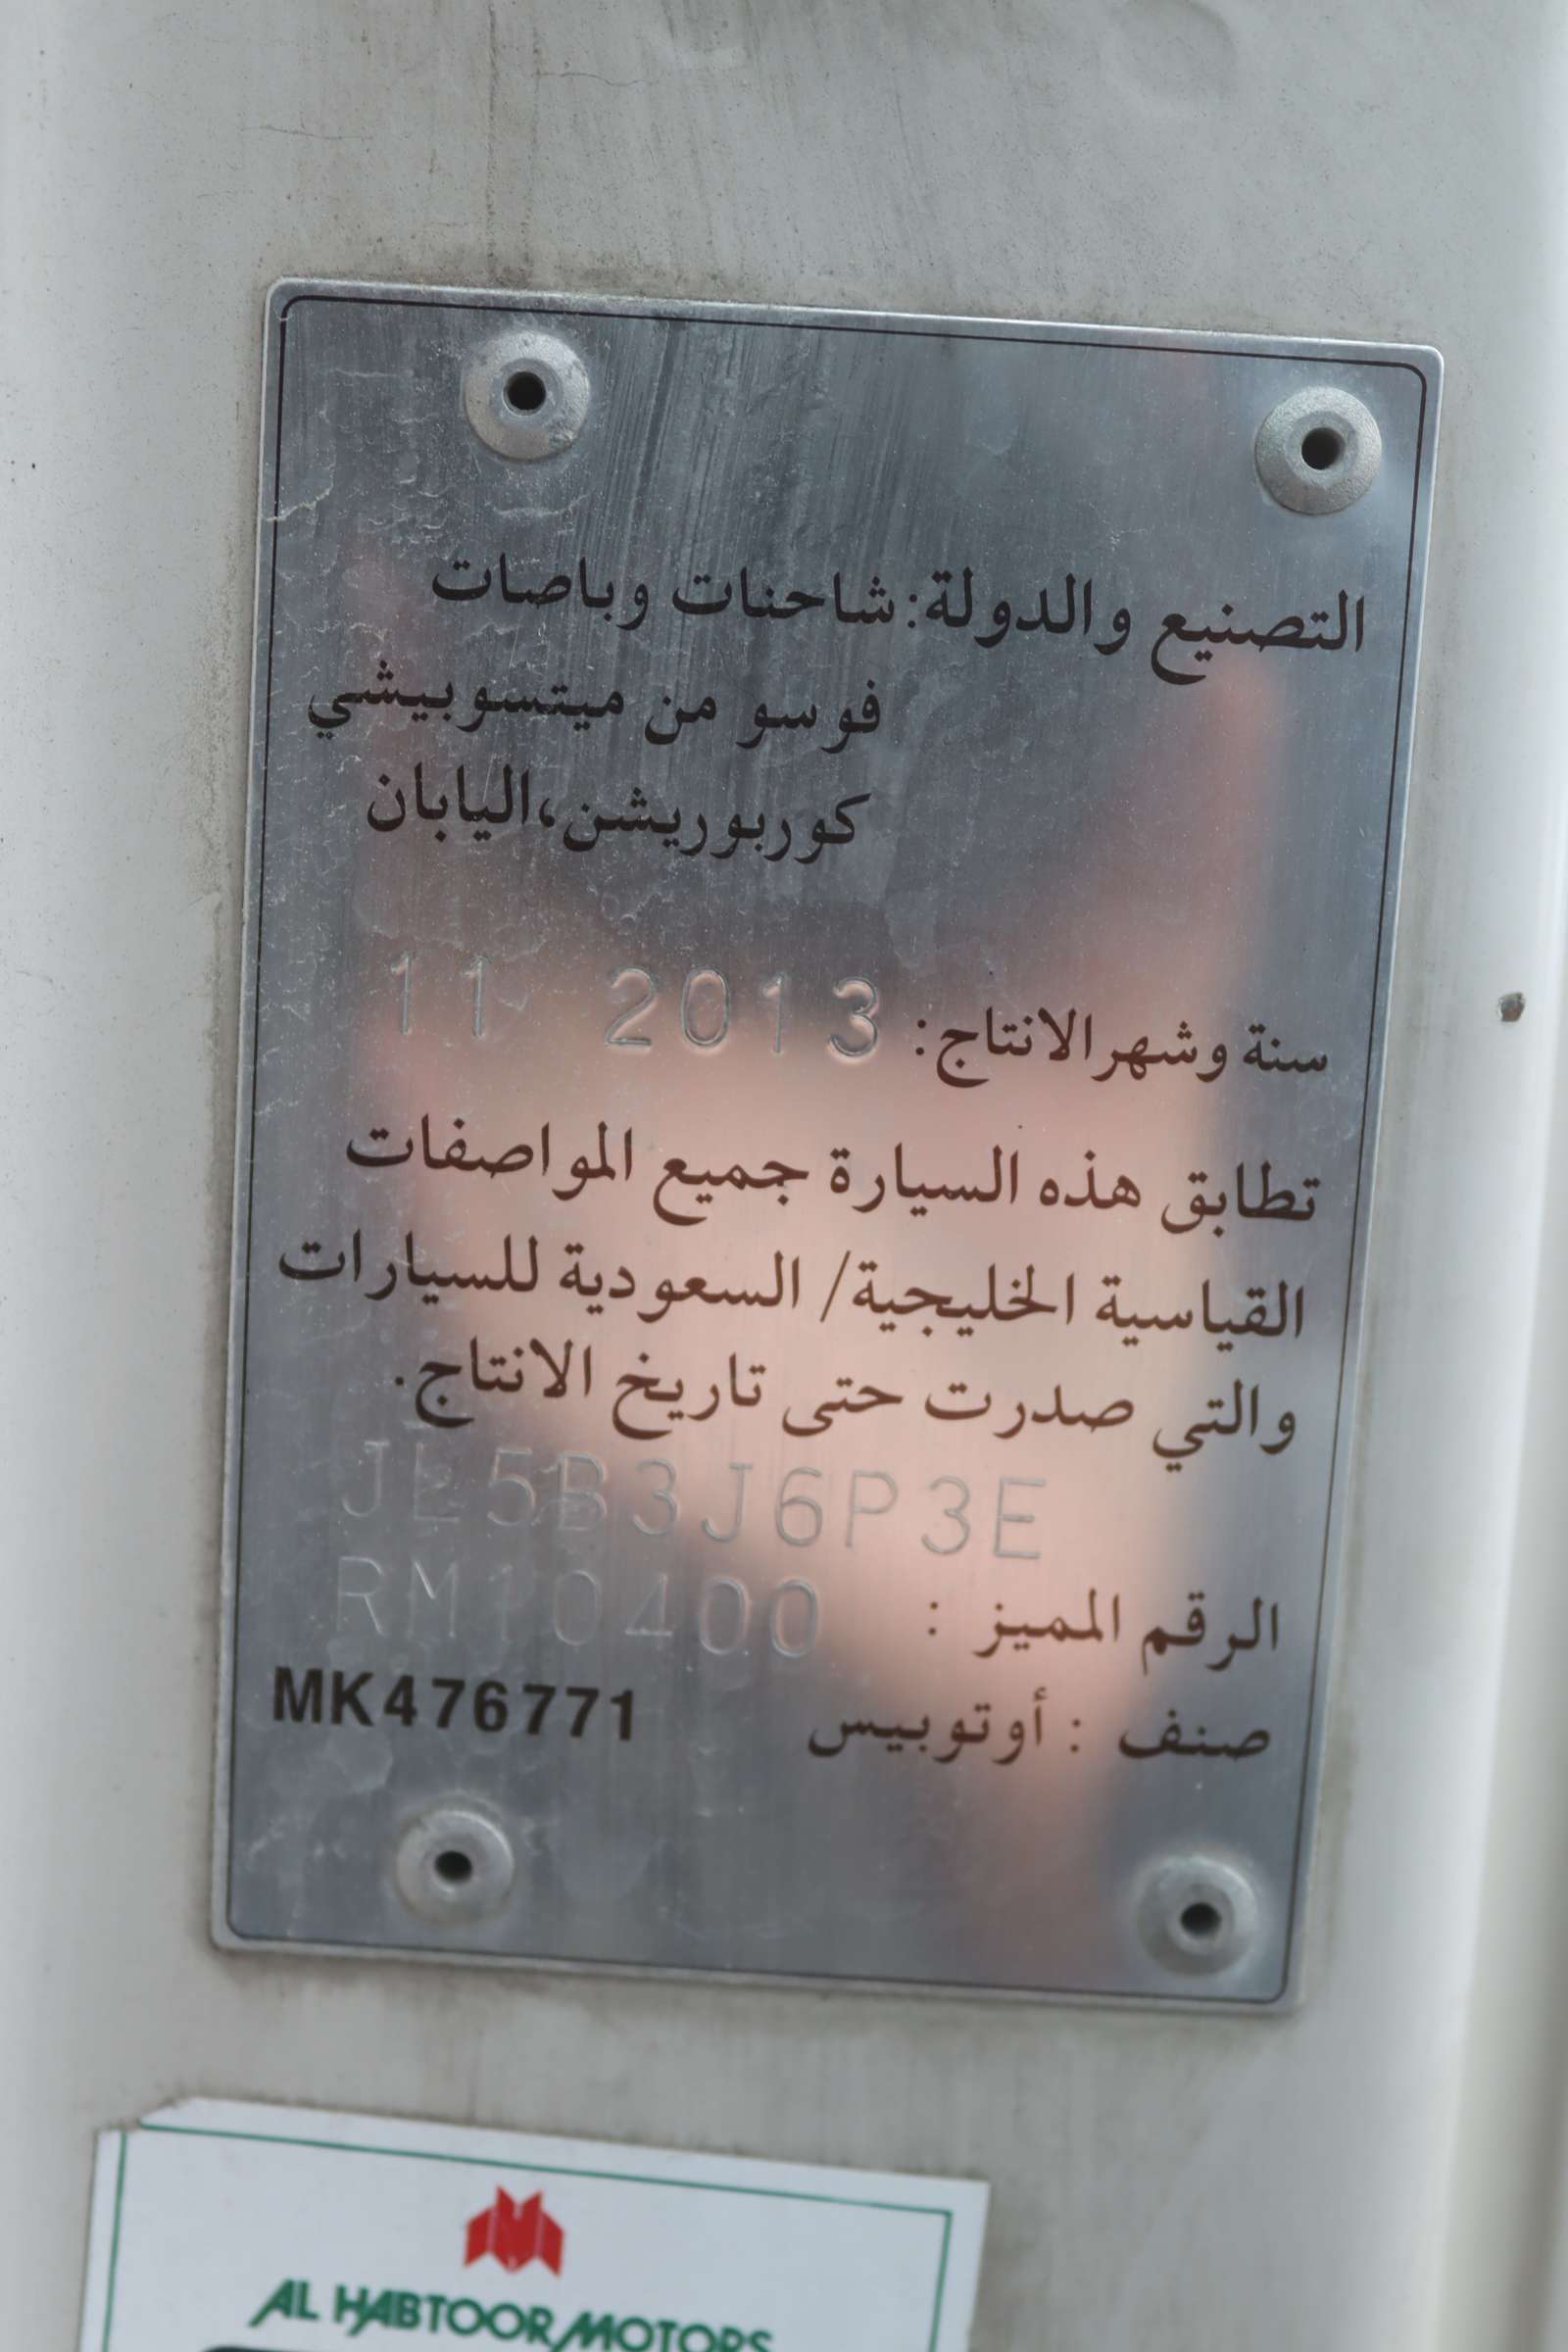 التصنيع والدولة: شاحنات وباصات
فوسو من ميتسوبيشي
كوربوريشن، اليابان
سنة وشهر الانتاج: 11 2013
تطابق هذه السيارة جميع المواصفات
القياسية الخليجية/ السعودية للسيارات
والتي صدرت حتى تاريخ الانتاج.
JL5B3J6P3E
الرقم المميز : RM10400
صنف : أوتوبيس MK476771
AL HABTOOR MOTORS